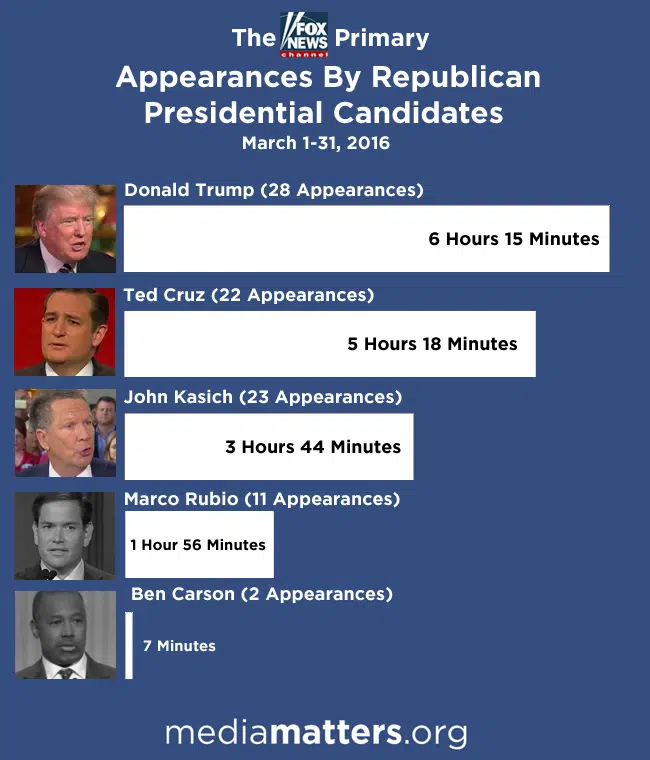 The FOX NEWS channel Primary
Appearances By Republican
Presidential Candidates
March 1-31, 2016
Donald Trump (28 Appearances)
6 Hours 15 Minutes
Ted Cruz (22 Appearances)
5 Hours 18 Minutes
John Kasich (23 Appearances)
3 Hours 44 Minutes
Marco Rubio (11 Appearances)
1 Hour 56 Minutes
Ben Carson (2 Appearances)
7 Minutes
mediamatters.org